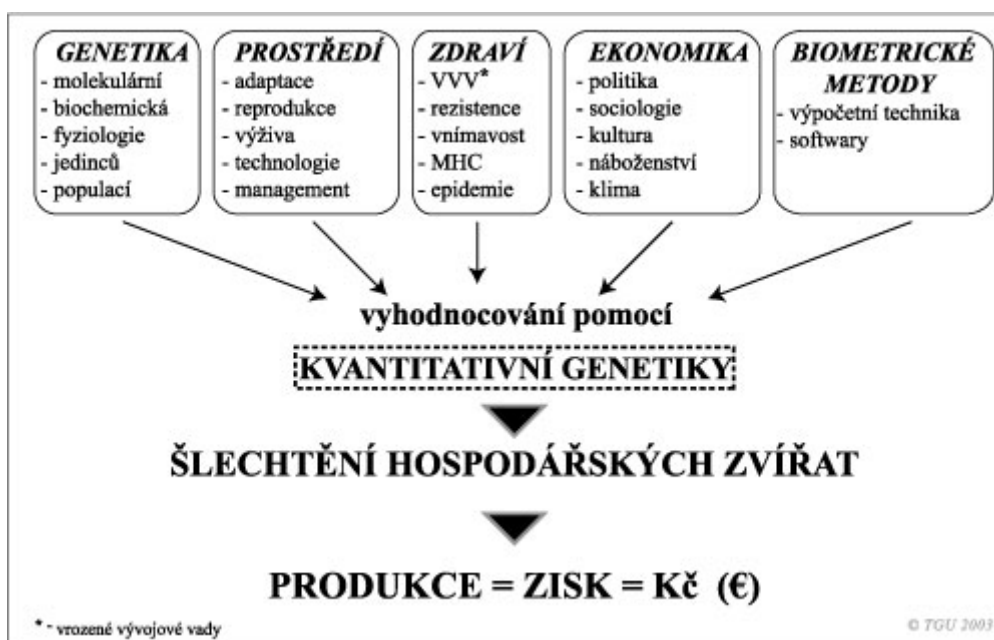 GENETIKA
- molekulární
- biochemická
- fyziologie
- jedinců
- populací
PROSTŘEDÍ
- adaptace
- reprodukce
- výživa
- technologie
- management
ZDRAVÍ
- VVV*
- rezistence
- vnímavost
- MHC
- epidemie
EKONOMIKA
- politika
- sociologie
- kultura
- náboženství
- klima
BIOMETRICKÉ
METODY
- výpočetní technika
- softwary
vyhodnocování pomocí
KVANTITATIVNÍ GENETIKY
ŠLECHTĚNÍ HOSPODÁŘSKÝCH ZVÍŘAT
PRODUKCE = ZISK = Kč (€)
* - vrozené vývojové vady
© TGU 2003